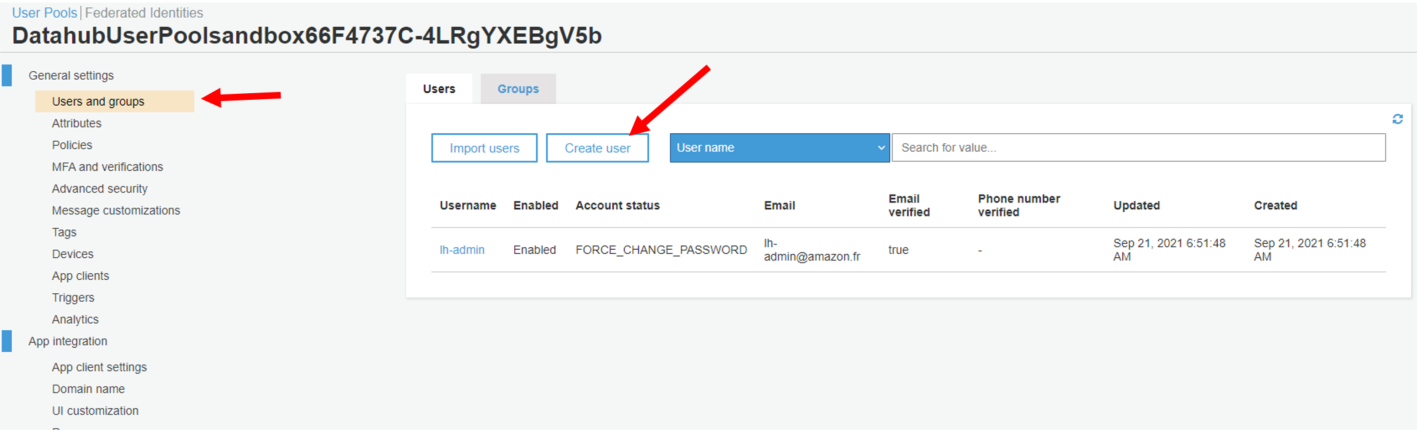 User Pools | Federated Identities
DatahubUserPoolsandbox66F4737C-4LRgYXEBgV5b
General settings
Users and groups
Attributes
Policies
MFA and verifications
Advanced security
Message customizations
Tags
Devices
App clients
Triggers
Analytics
App integration
App client settings
Domain name
UI customization
Users Groups
Import users Create user User name Search for value...
Username Enabled Account status Email Email verified Phone number verified Updated Created
lh-admin Enabled FORCE_CHANGE_PASSWORD lh-admin@amazon.fr true - Sep 21, 2021 6:51:48 AM Sep 21, 2021 6:51:48 AM